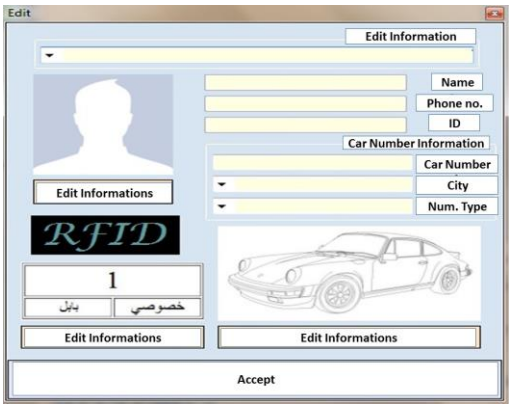 Edit
Edit Information
Name
Phone no.
ID
Car Number Information
Car Number
City
Num. Type
Edit Informations
RFID
1
بابل خصوصي
Edit Informations
Edit Informations
Accept